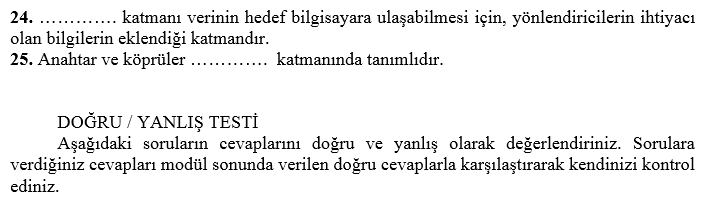 24. …………. katmanı verinin hedef bilgisayara ulaşabilmesi için, yönlendiricilerin ihtiyacı
olan bilgilerin eklendiği katmandır.
25. Anahtar ve köprüler …………. katmanında tanımlıdır.
DOĞRU / YANLIŞ TESTİ
Aşağıdaki soruların cevaplarını doğru ve yanlış olarak değerlendiriniz. Sorulara
verdiğiniz cevapları modül sonunda verilen doğru cevaplarla karşılaştırarak kendinizi kontrol
ediniz.